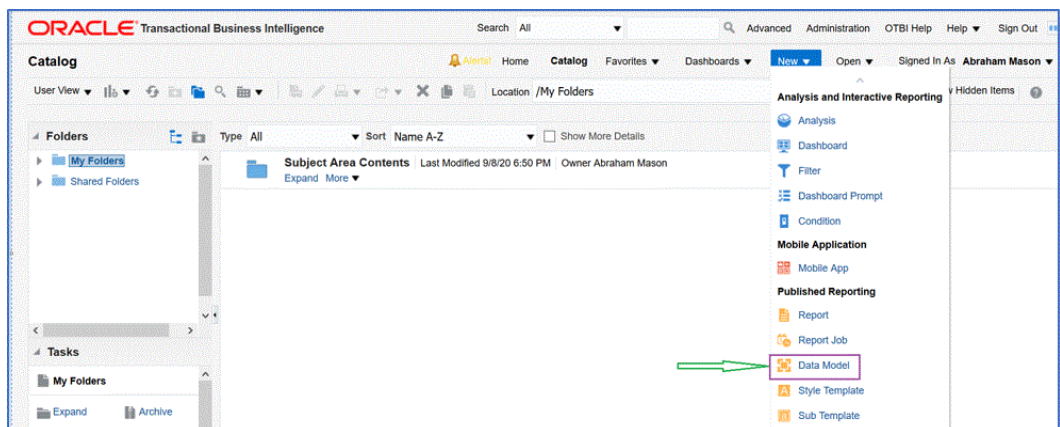 ORACLE Transactional Business Intelligence Search All Advanced Administration OTBI Help Help Sign Out
Catalog Alerts! Home Catalog Favorites Dashboards New Open Signed In As Abraham Mason
User View Location /My Folders Hidden Items
Analysis and Interactive Reporting
Analysis
Dashboard
Filter
Dashboard Prompt
Condition
Mobile Application
Mobile App
Published Reporting
Report
Report Job
Data Model
Style Template
Sub Template
Folders
My Folders
Shared Folders
Type All Sort Name A-Z Show More Details
Subject Area Contents Last Modified 9/8/20 6:50 PM Owner Abraham Mason
Expand More
Tasks
My Folders
Expand Archive